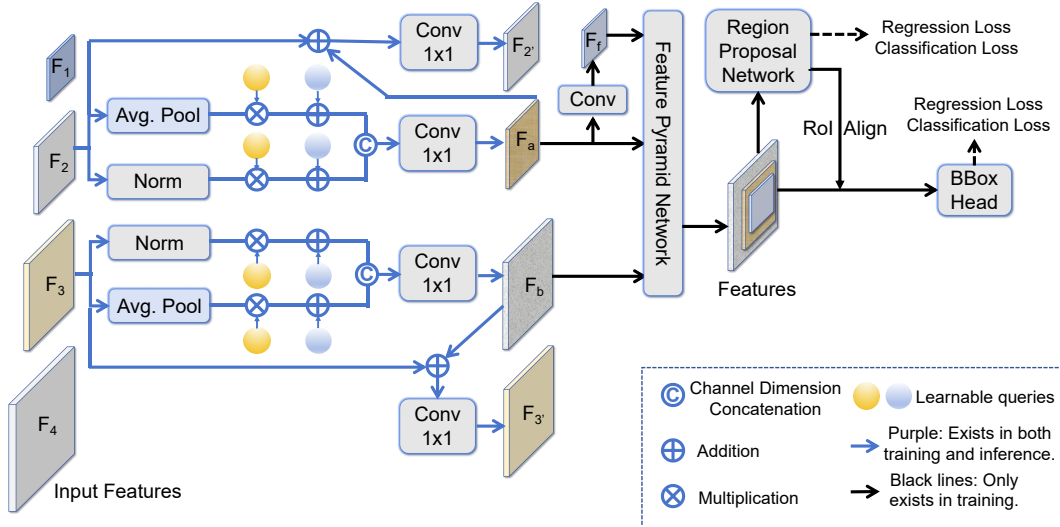 F1
F2
F3
F4
Input Features
Avg. Pool
Norm
Norm
Avg. Pool
C
C
Conv
1x1
Conv
1x1
Conv
1x1
Conv
1x1
F2'
Fa
Fb
F3'
Ff
Conv
Feature Pyramid Network
Features
Region
Proposal
Network
Regression Loss
Classification Loss
RoI Align
Regression Loss
Classification Loss
BBox
Head
C
Channel Dimension
Concatenation
Addition
Multiplication
Learnable queries
Purple: Exists in both
training and inference.
Black lines: Only
exists in training.